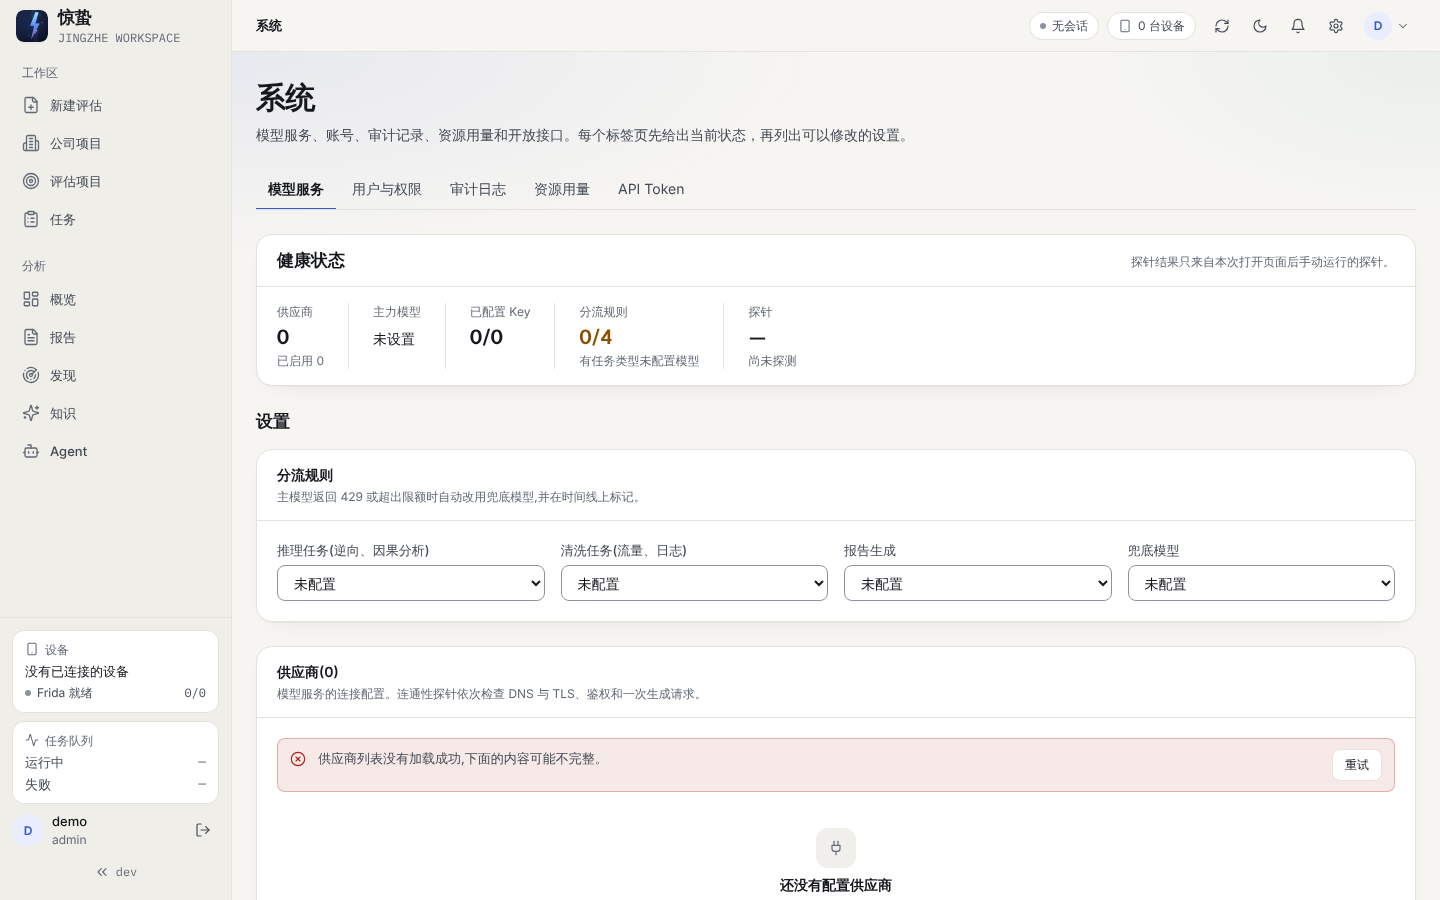 惊蛰
JINGZHE WORKSPACE
工作区
新建评估
公司项目
评估项目
任务
分析
概览
报告
发现
知识
Agent
设备
没有已连接的设备
Frida 就绪 0/0
任务队列
运行中 —
失败 —
D demo
admin
dev
系统
无会话
0 台设备
D
系统
模型服务、账号、审计记录、资源用量和开放接口。每个标签页先给出当前状态，再列出可以修改的设置。
模型服务 用户与权限 审计日志 资源用量 API Token
健康状态
探针结果只来自本次打开页面后手动运行的探针。
供应商 主力模型 已配置 Key 分流规则 探针
0 未设置 0/0 0/4 —
已启用 0 有任务类型未配置模型 尚未探测
设置
分流规则
主模型返回 429 或超出限额时自动改用兜底模型,并在时间线上标记。
推理任务(逆向、因果分析) 清洗任务(流量、日志) 报告生成 兜底模型
未配置 未配置 未配置 未配置
供应商(0)
模型服务的连接配置。连通性探针依次检查 DNS 与 TLS、鉴权和一次生成请求。
供应商列表没有加载成功,下面的内容可能不完整。
重试
还没有配置供应商